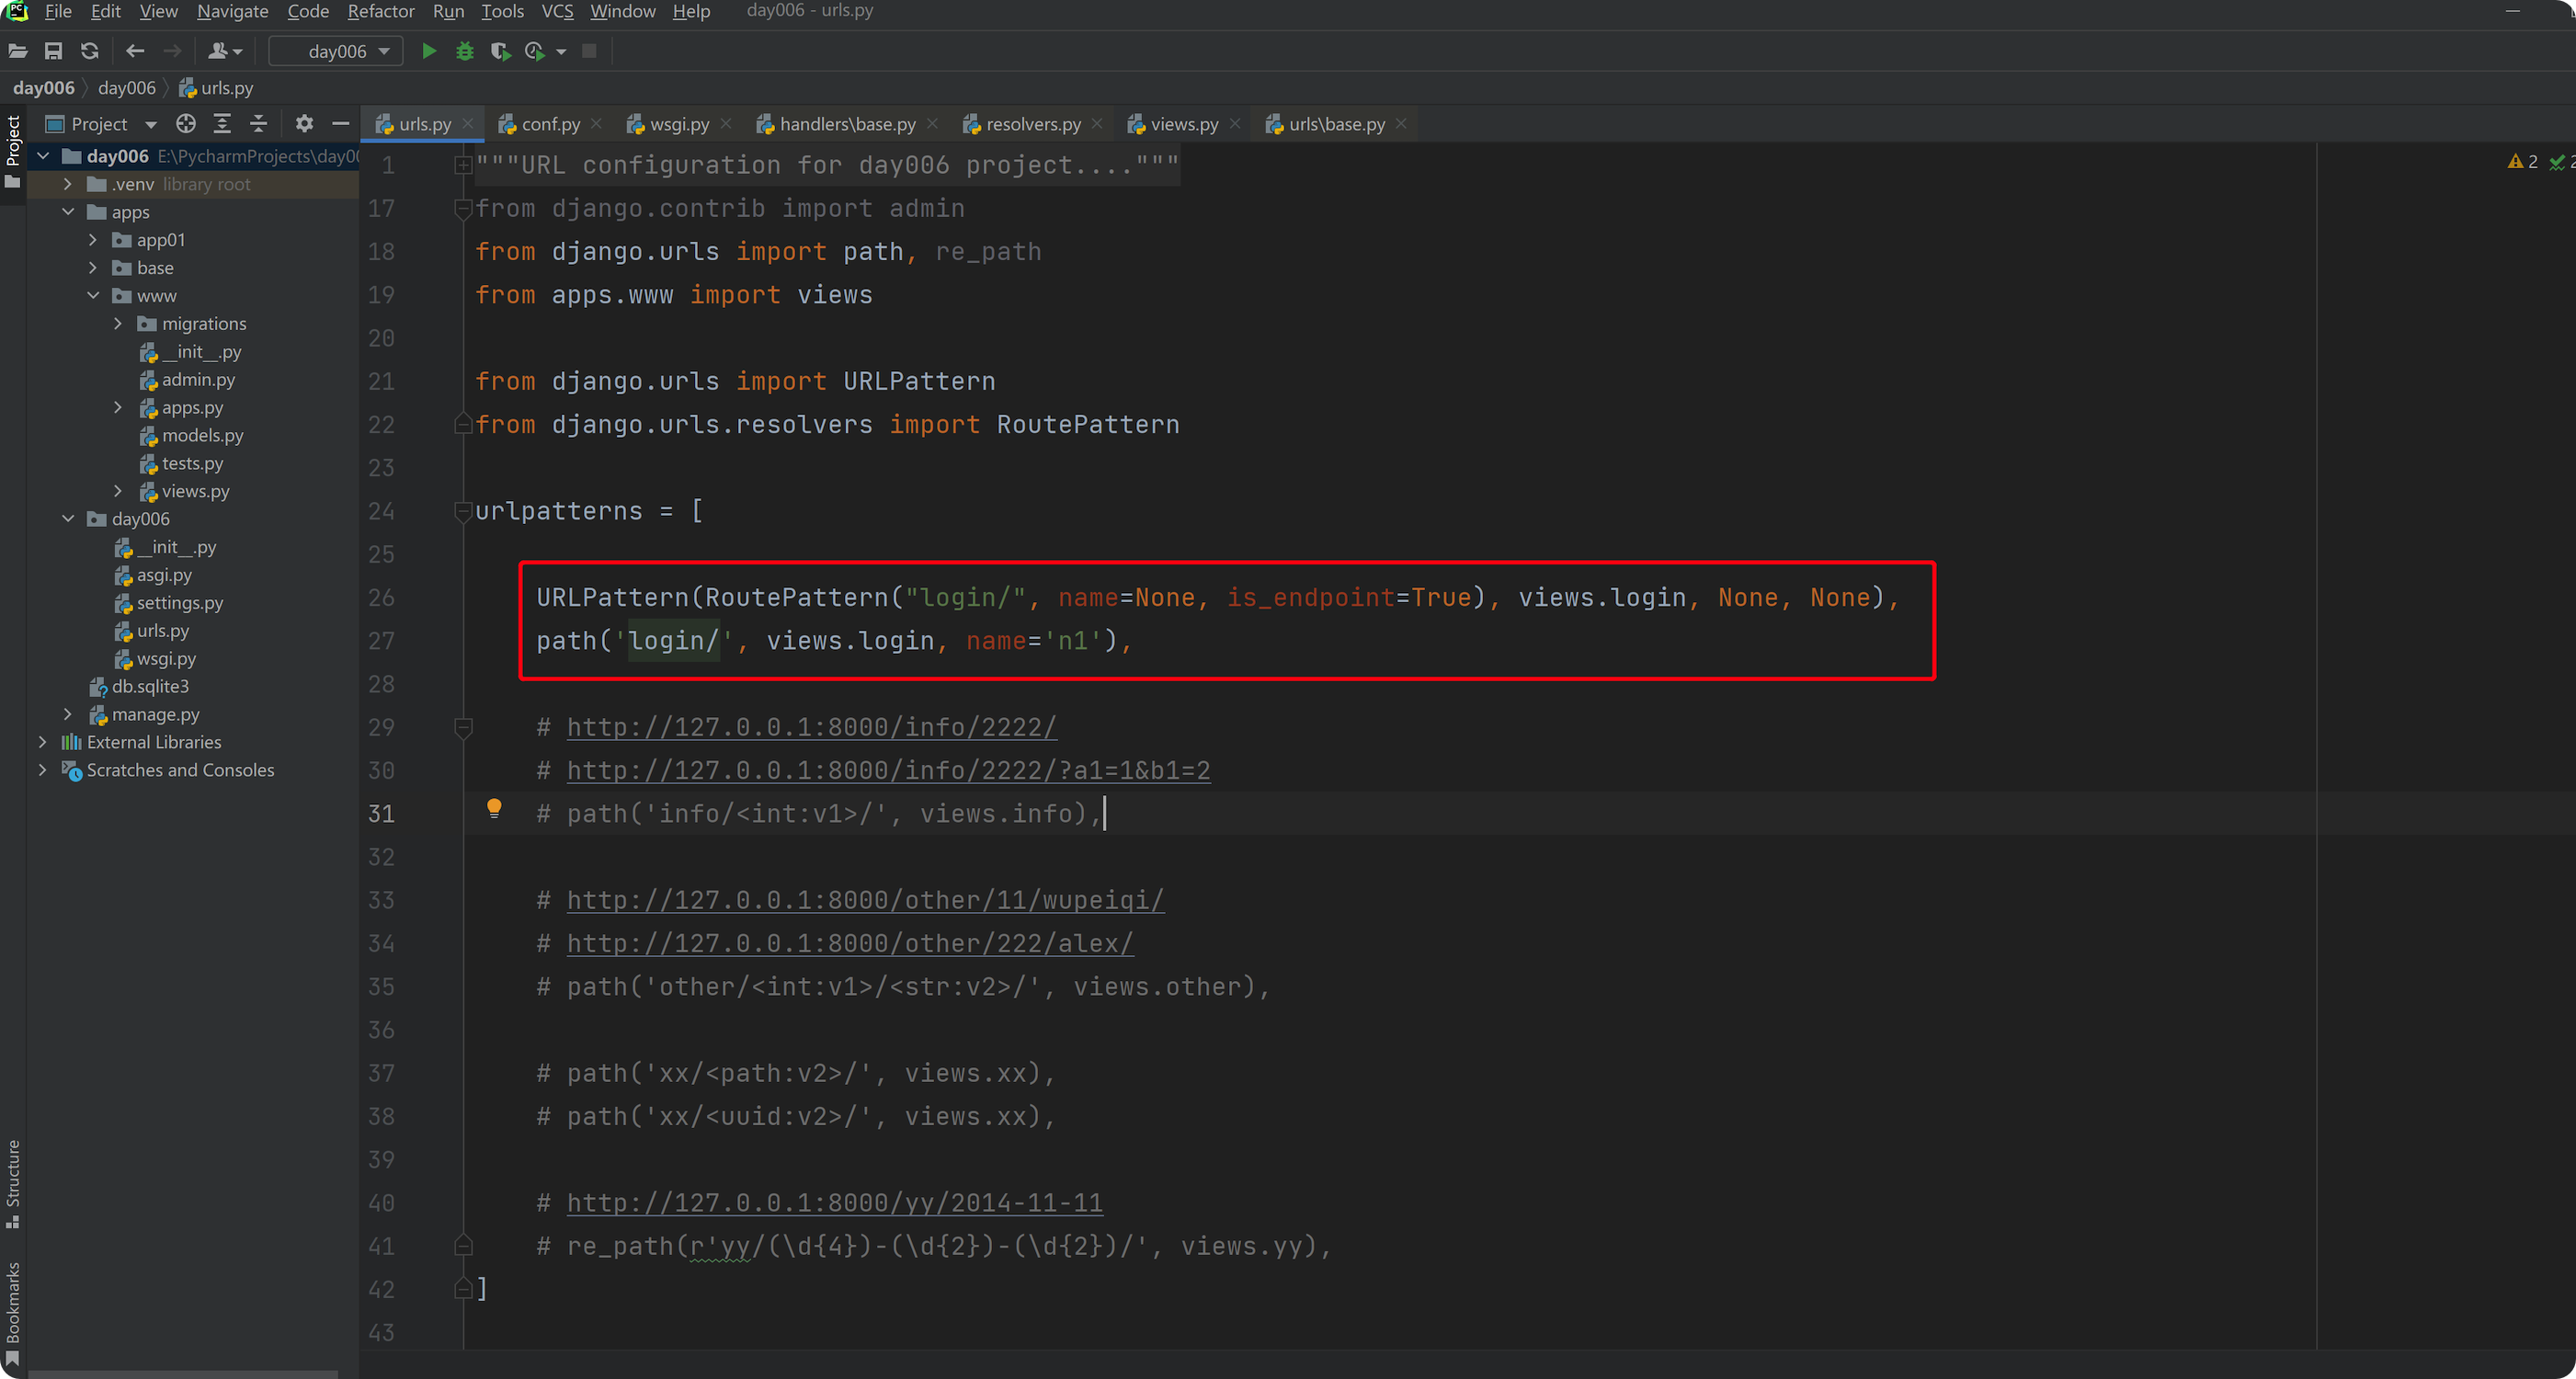 File Edit View Navigate Code Refactor Run Tools VCS Window Help day006 - urls.py
day006
day006 day006 urls.py
Project urls.py conf.py wsgi.py handlers\base.py resolvers.py views.py urls\base.py
Project
day006 E:\PycharmProjects\day00
.venv library root
apps
app01
base
www
migrations
__init__.py
admin.py
apps.py
models.py
tests.py
views.py
day006
__init__.py
asgi.py
settings.py
urls.py
wsgi.py
db.sqlite3
manage.py
External Libraries
Scratches and Consoles
Structure
Bookmarks
2 2
1 """URL configuration for day006 project...."""
17 from django.contrib import admin
18 from django.urls import path, re_path
19 from apps.www import views
20
21 from django.urls import URLPattern
22 from django.urls.resolvers import RoutePattern
23
24 urlpatterns = [
25
26 URLPattern(RoutePattern("login/", name=None, is_endpoint=True), views.login, None, None),
27 path('login/', views.login, name='n1'),
28
29 # http://127.0.0.1:8000/info/2222/
30 # http://127.0.0.1:8000/info/2222/?a1=1&b1=2
31 # path('info/<int:v1>/', views.info),
32
33 # http://127.0.0.1:8000/other/11/wupeiqi/
34 # http://127.0.0.1:8000/other/222/alex/
35 # path('other/<int:v1>/<str:v2>/', views.other),
36
37 # path('xx/<path:v2>/', views.xx),
38 # path('xx/<uuid:v2>/', views.xx),
39
40 # http://127.0.0.1:8000/yy/2014-11-11
41 # re_path(r'yy/(\d{4})-(\d{2})-(\d{2})/', views.yy),
42 ]
43